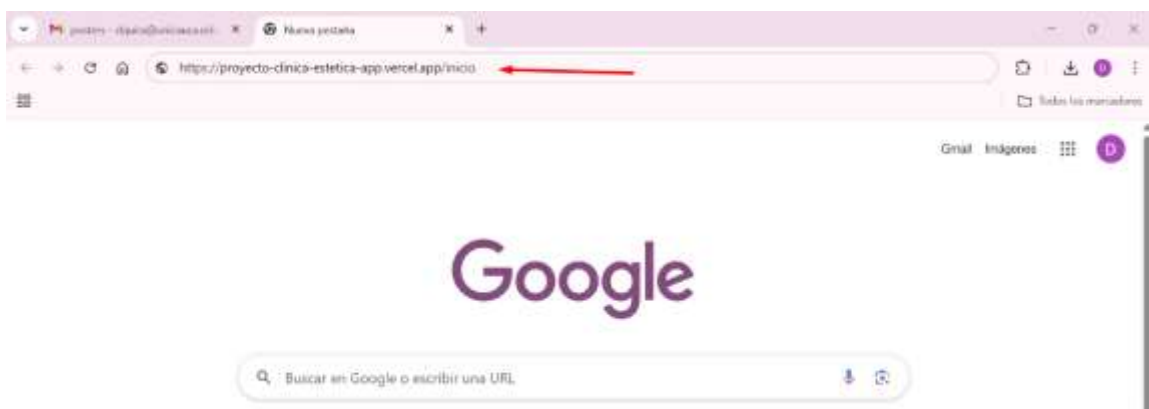 Nueva pestaña
https://proyecto-clinica-estetica-app.vercel.app/inicio
D
Todos los marcadores
Gmail Imágenes D
Google
Buscar en Google o escribir una URL